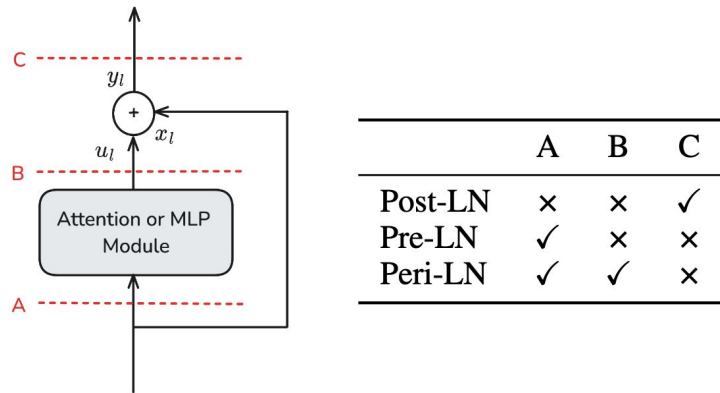 C
y_l
+
x_l
u_l
B
Attention or MLP
Module
A
A B C
Post-LN × × ✓
Pre-LN ✓ × ×
Peri-LN ✓ ✓ ×